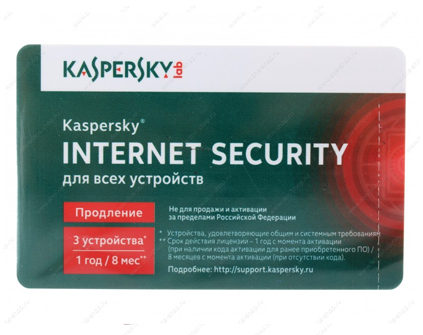 KASPERSKY lab
Kaspersky®
INTERNET SECURITY
для всех устройств
Продление
Не для продажи и активации
за пределами Российской Федерации
3 устройства*
1 год / 8 мес**
* Устройства, удовлетворяющие общим и системным требованиям
** Срок действия лицензии – 1 год с момента активации
(при наличии кода активации для ранее приобретенного ПО) /
8 месяцев с момента активации (при отсутствии кода).
Подробнее: http://support.kaspersky.ru